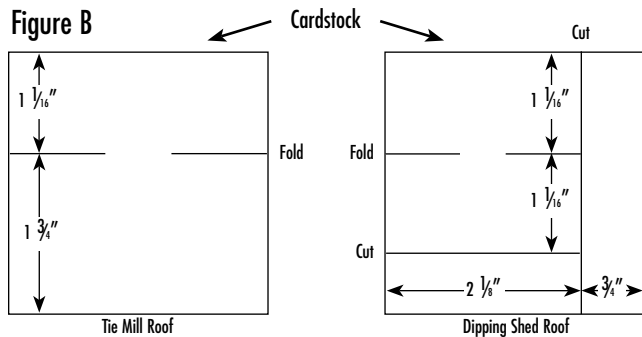 Figure B
Cardstock
Cut
1 1/16"
1 1/16"
Fold
Fold
1 3/4"
1 1/16"
Cut
2 1/8"
3/4"
Tie Mill Roof
Dipping Shed Roof